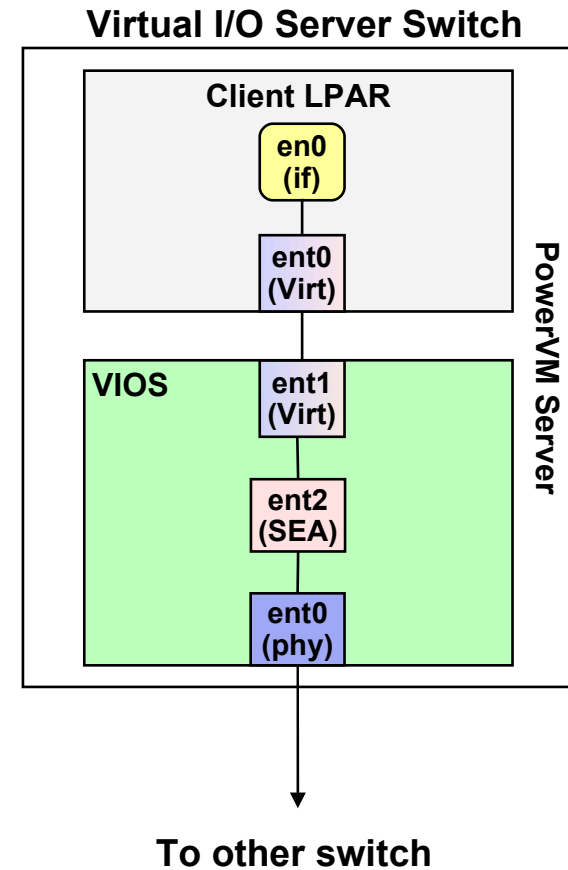 Virtual I/O Server Switch
Client LPAR
en0
(if)
ent0
(Virt)
PowerVM Server
VIOS
ent1
(Virt)
ent2
(SEA)
ent0
(phy)
To other switch